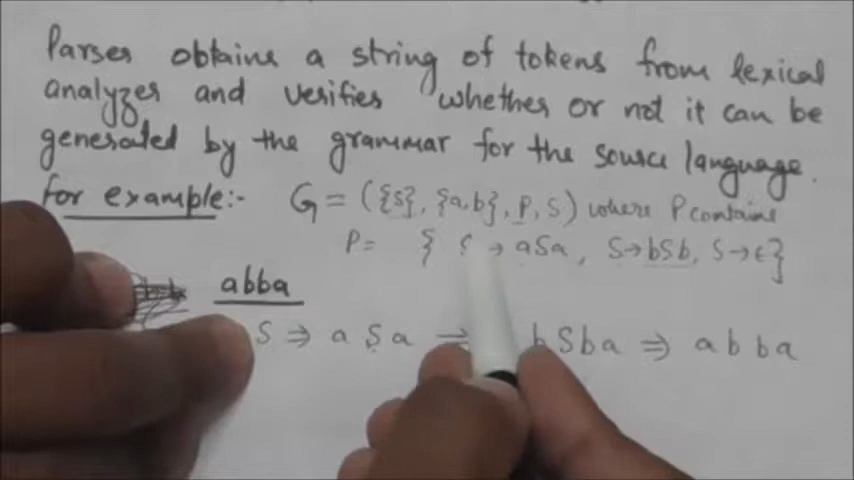 Parser obtains a string of tokens from lexical
analyzer and verifies whether or not it can be
generated by the grammar for the source language.
for example:- G = ({S}, {a,b}, P, S) where P contains
P = { S → aSa, S→bSb, S→ϵ}
abba
S ⇒ a S a ⇒ bSba ⇒ abba